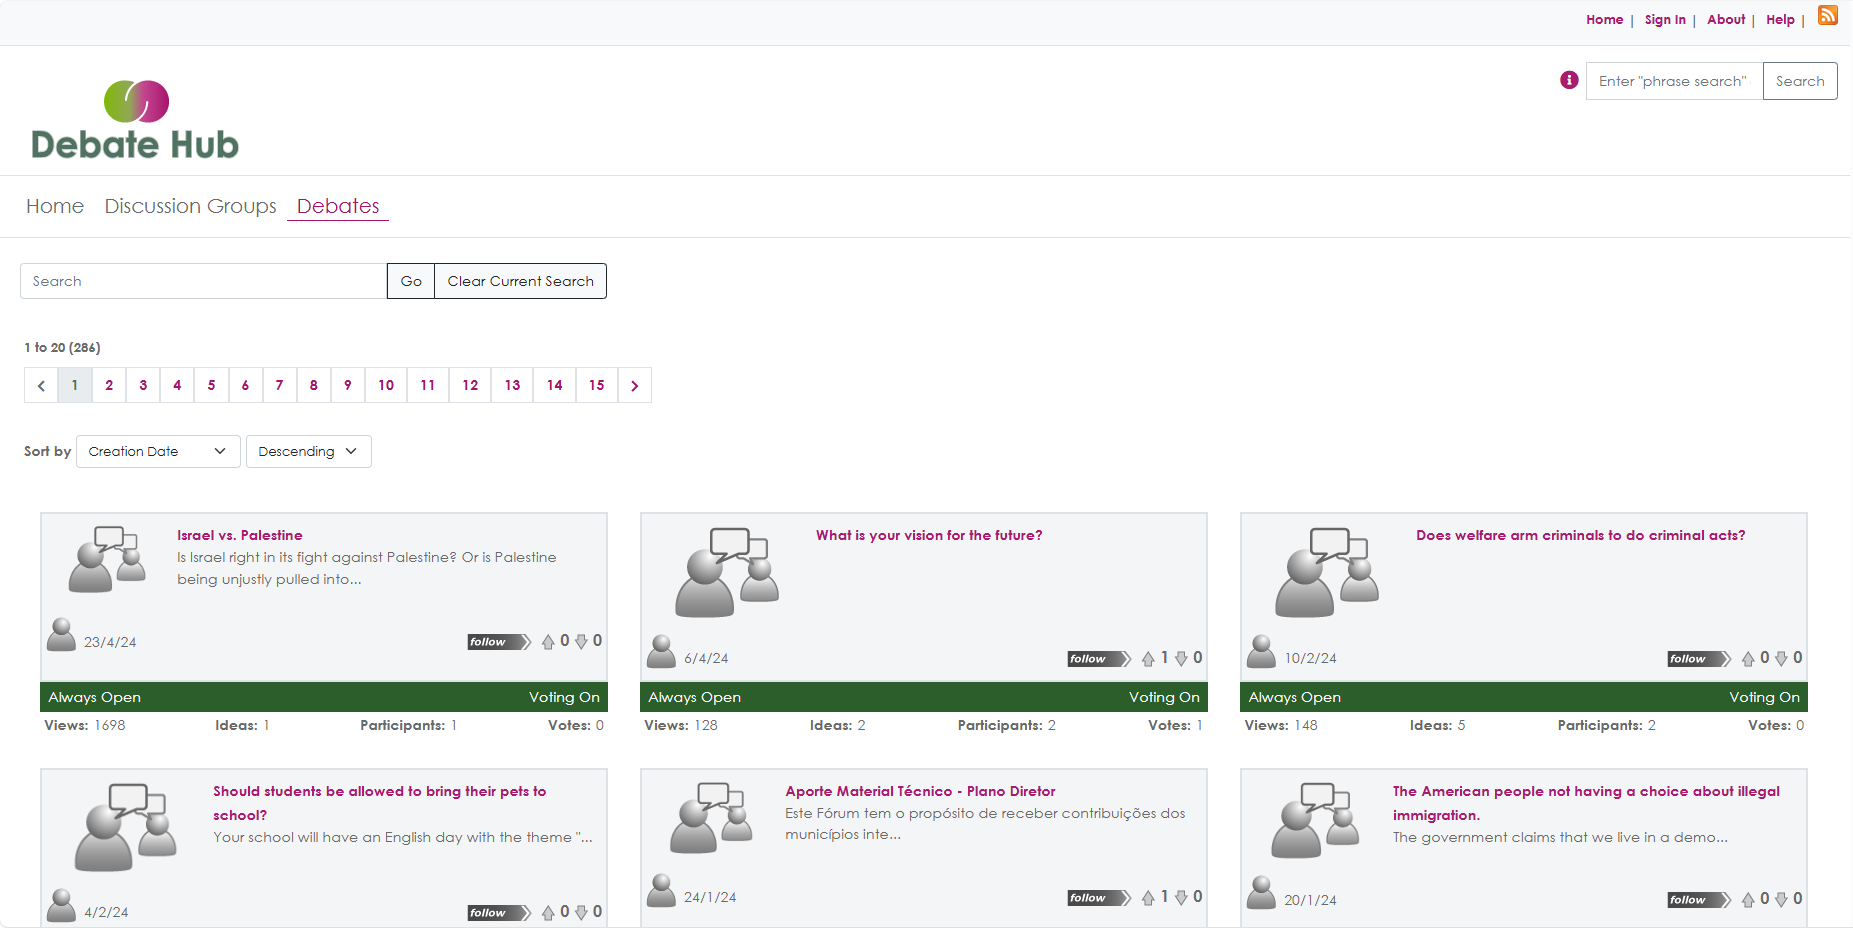 Home | Sign In | About | Help |
Enter "phrase search" Search
Debate Hub
Home Discussion Groups Debates
Search Go Clear Current Search
1 to 20 (286)
1 2 3 4 5 6 7 8 9 10 11 12 13 14 15
Sort by Creation Date Descending
Israel vs. Palestine
Is Israel right in its fight against Palestine? Or is Palestine
being unjustly pulled into...
23/4/24 follow 0 0
Always Open Voting On
Views: 1698 Ideas: 1 Participants: 1 Votes: 0
What is your vision for the future?
6/4/24 follow 1 0
Always Open Voting On
Views: 128 Ideas: 2 Participants: 2 Votes: 1
Does welfare arm criminals to do criminal acts?
10/2/24 follow 0 0
Always Open Voting On
Views: 148 Ideas: 5 Participants: 2 Votes: 0
Should students be allowed to bring their pets to
school?
Your school will have an English day with the theme "...
4/2/24 follow 0 0
Aporte Material Técnico - Plano Diretor
Este Fórum tem o propósito de receber contribuições dos
municípios inte...
24/1/24 follow 1 0
The American people not having a choice about illegal
immigration.
The government claims that we live in a demo...
20/1/24 follow 0 0